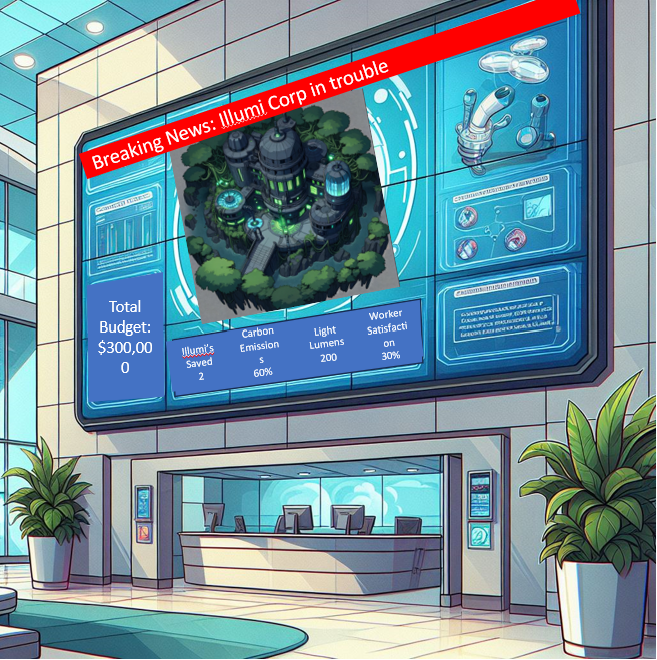 Breaking News: Illumi Corp in trouble
Total
Budget:
$300,00
0
Illumi's
Saved
2
Carbon
Emission
s
60%
Light
Lumens
200
Worker
Satisfacti
on
30%